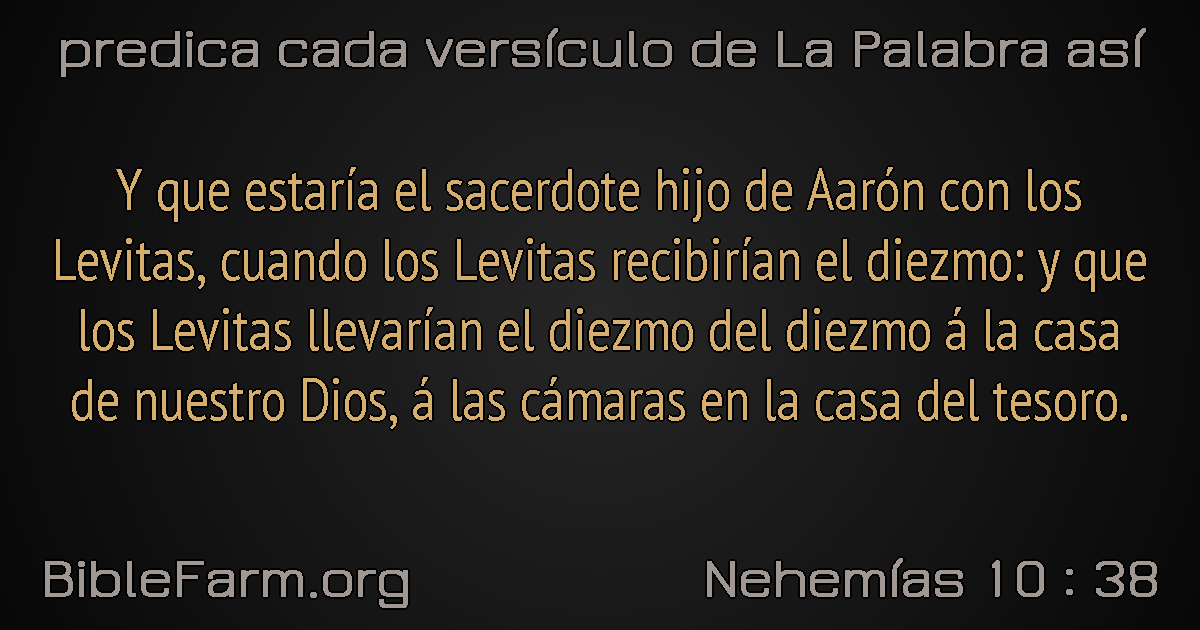 predica cada versículo de La Palabra así
Y que estaría el sacerdote hijo de Aarón con los
Levitas, cuando los Levitas recibirían el diezmo: y que
los Levitas llevarían el diezmo del diezmo á la casa
de nuestro Dios, á las cámaras en la casa del tesoro.
BibleFarm.org
Nehemías 10 : 38